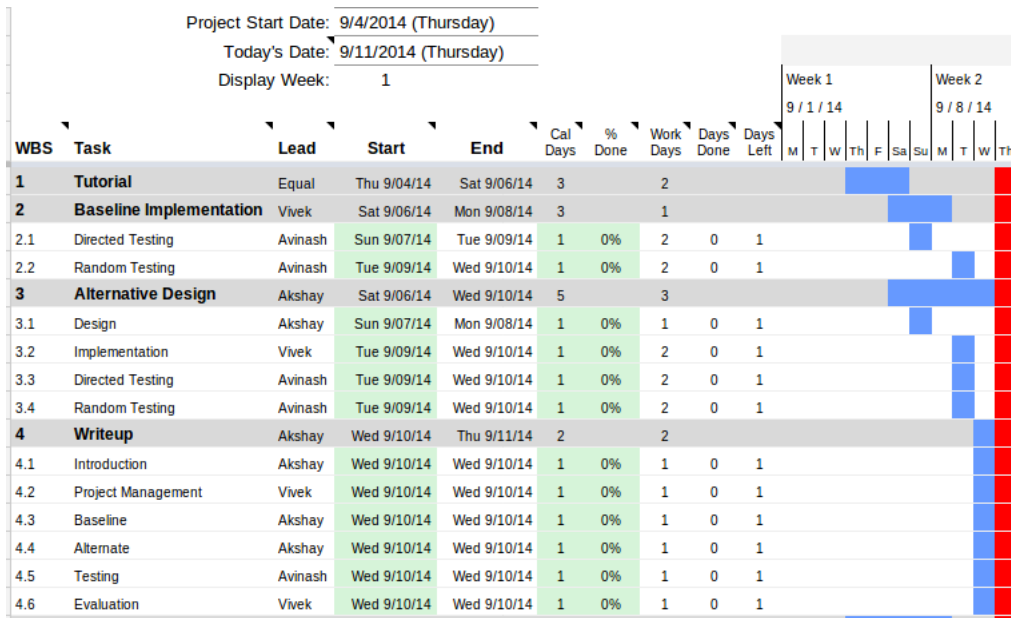 Project Start Date: 9/4/2014 (Thursday)
Today's Date: 9/11/2014 (Thursday)
Display Week: 1
Week 1 Week 2
9 / 1 / 14 9 / 8 / 14
WBS Task Lead Start End Cal Days % Done Work Days Days Done Days Left M T W Th F Sa Su M T W Th
1 Tutorial Equal Thu 9/04/14 Sat 9/06/14 3 2
2 Baseline Implementation Vivek Sat 9/06/14 Mon 9/08/14 3 1
2.1 Directed Testing Avinash Sun 9/07/14 Tue 9/09/14 1 0% 2 0 1
2.2 Random Testing Avinash Tue 9/09/14 Wed 9/10/14 1 0% 2 0 1
3 Alternative Design Akshay Sat 9/06/14 Wed 9/10/14 5 3
3.1 Design Akshay Sun 9/07/14 Mon 9/08/14 1 0% 1 0 1
3.2 Implementation Vivek Tue 9/09/14 Wed 9/10/14 1 0% 2 0 1
3.3 Directed Testing Avinash Tue 9/09/14 Wed 9/10/14 1 0% 2 0 1
3.4 Random Testing Avinash Tue 9/09/14 Wed 9/10/14 1 0% 2 0 1
4 Writeup Akshay Wed 9/10/14 Thu 9/11/14 2 2
4.1 Introduction Akshay Wed 9/10/14 Wed 9/10/14 1 0% 1 0 1
4.2 Project Management Vivek Wed 9/10/14 Wed 9/10/14 1 0% 1 0 1
4.3 Baseline Akshay Wed 9/10/14 Wed 9/10/14 1 0% 1 0 1
4.4 Alternate Akshay Wed 9/10/14 Wed 9/10/14 1 0% 1 0 1
4.5 Testing Avinash Wed 9/10/14 Wed 9/10/14 1 0% 1 0 1
4.6 Evaluation Vivek Wed 9/10/14 Wed 9/10/14 1 0% 1 0 1